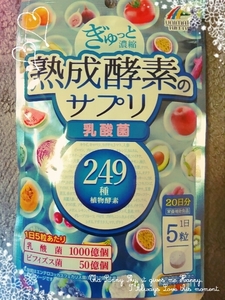 ぎゅっと
濃縮
熟成酵素の
サプリ
乳酸菌
249
種
植物酵素
20日分
1日
5粒
1日5粒あたり
乳酸菌 1000億個
ビフィズス菌 50億個